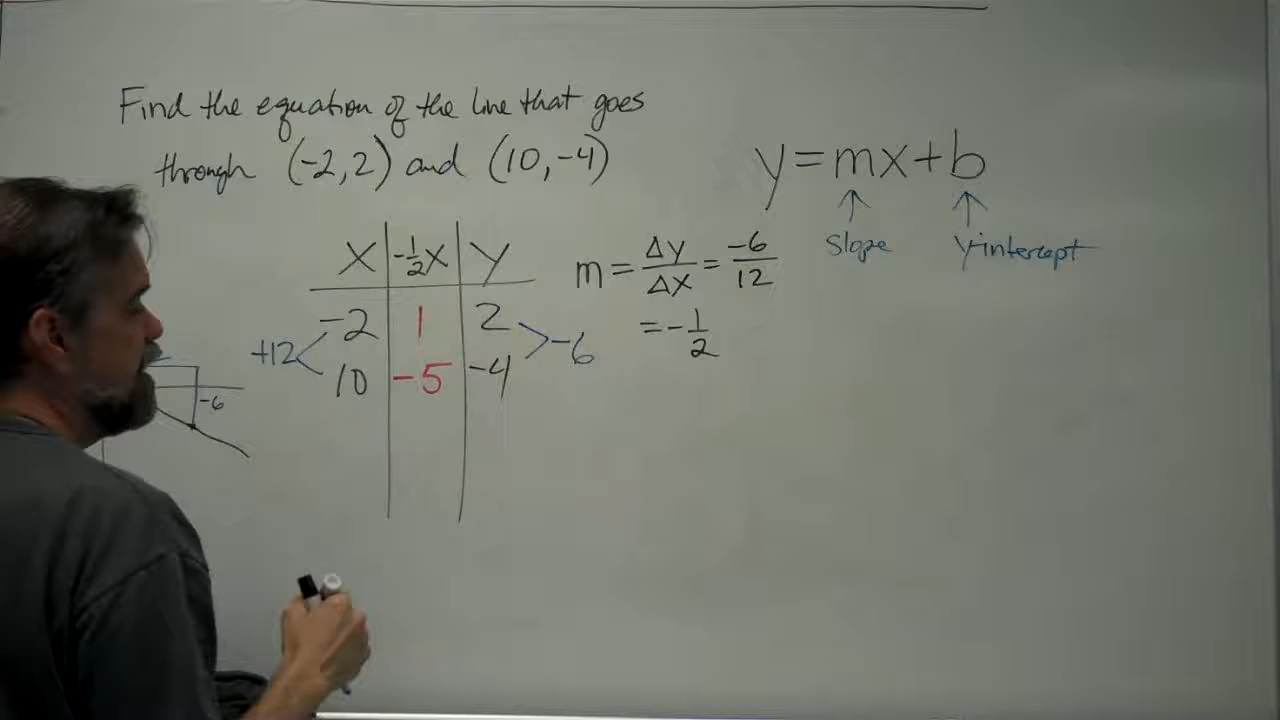 Find the equation of the line that goes
through (-2,2) and (10,-4)
y=mx+b
↑ ↑
slope y-intercept
X | -1/2 X | Y
-2 | 1 | 2
10 | -5 | -4
+12
-6
m = ΔY/ΔX = -6/12
= -1/2
-6